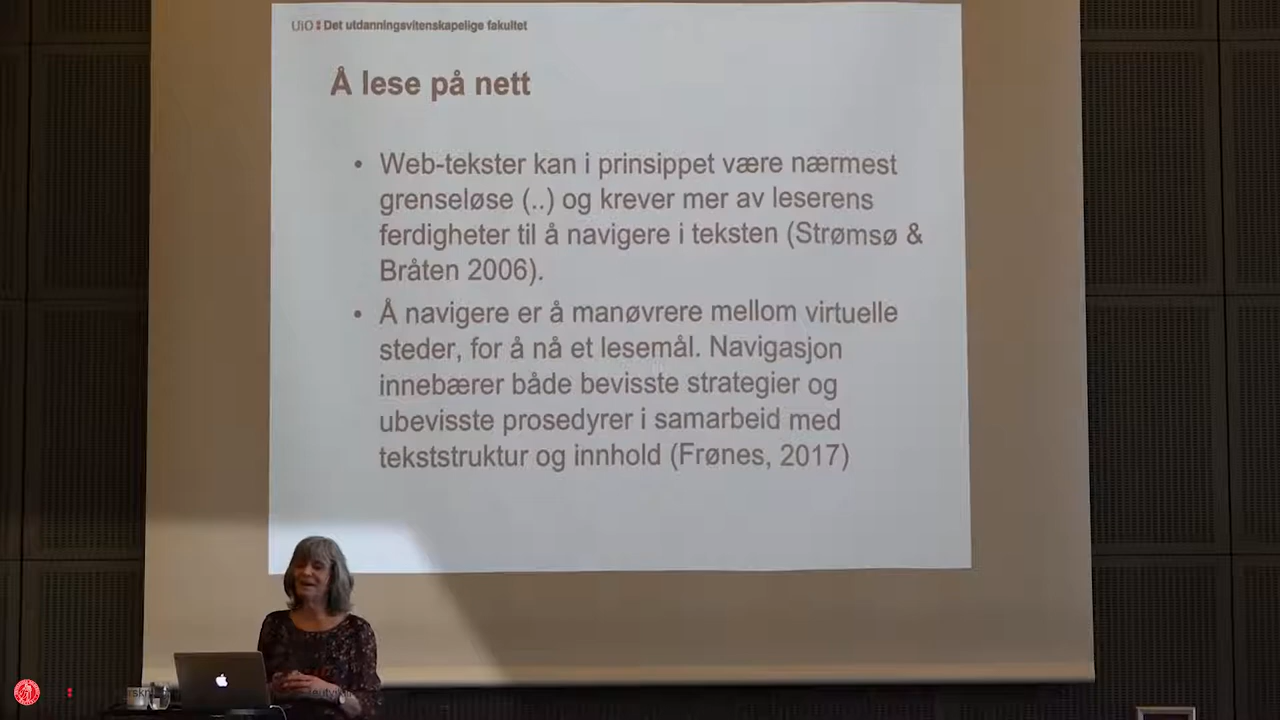 UiO Det utdanningsvitenskapelige fakultet
Å lese på nett
• Web-tekster kan i prinsippet være nærmest
grenseløse (..) og krever mer av leserens
ferdigheter til å navigere i teksten (Strømsø &
Bråten 2006).
• Å navigere er å manøvrere mellom virtuelle
steder, for å nå et lesemål. Navigasjon
innebærer både bevisste strategier og
ubevisste prosedyrer i samarbeid med
tekststruktur og innhold (Frønes, 2017)